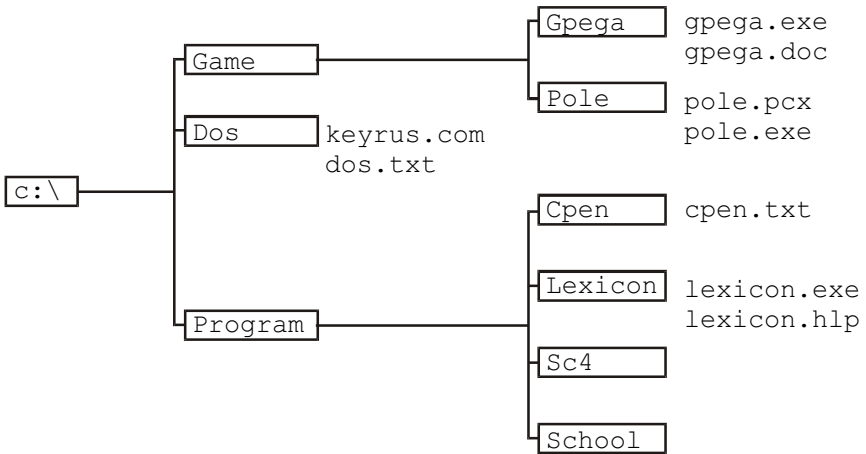 Gpega gpega.exe
gpega.doc
Game
Pole pole.pcx
pole.exe
Dos keyrus.com
dos.txt
c:\
Cpen cpen.txt
Lexicon lexicon.exe
lexicon.hlp
Program
Sc4
School